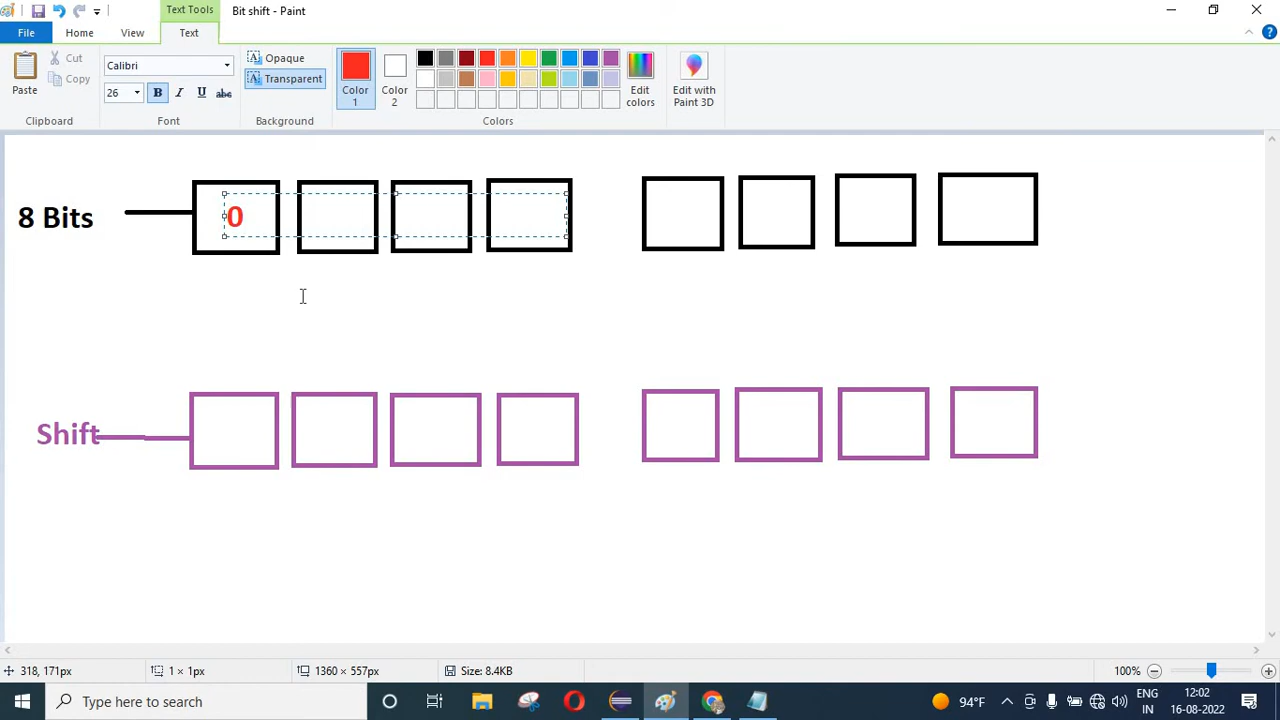 Text Tools
Bit shift - Paint
File
Home
View
Text
Paste
Cut
Copy
Clipboard
Calibri
26
B
I
U
abc
Font
Opaque
Transparent
Background
Color
1
Color
2
Edit
colors
Edit with
Paint 3D
Colors
8 Bits
0
Shift
318, 171px
1 × 1px
1360 × 557px
Size: 8.4KB
100%
Type here to search
94°F
ENG
IN
12:02
16-08-2022